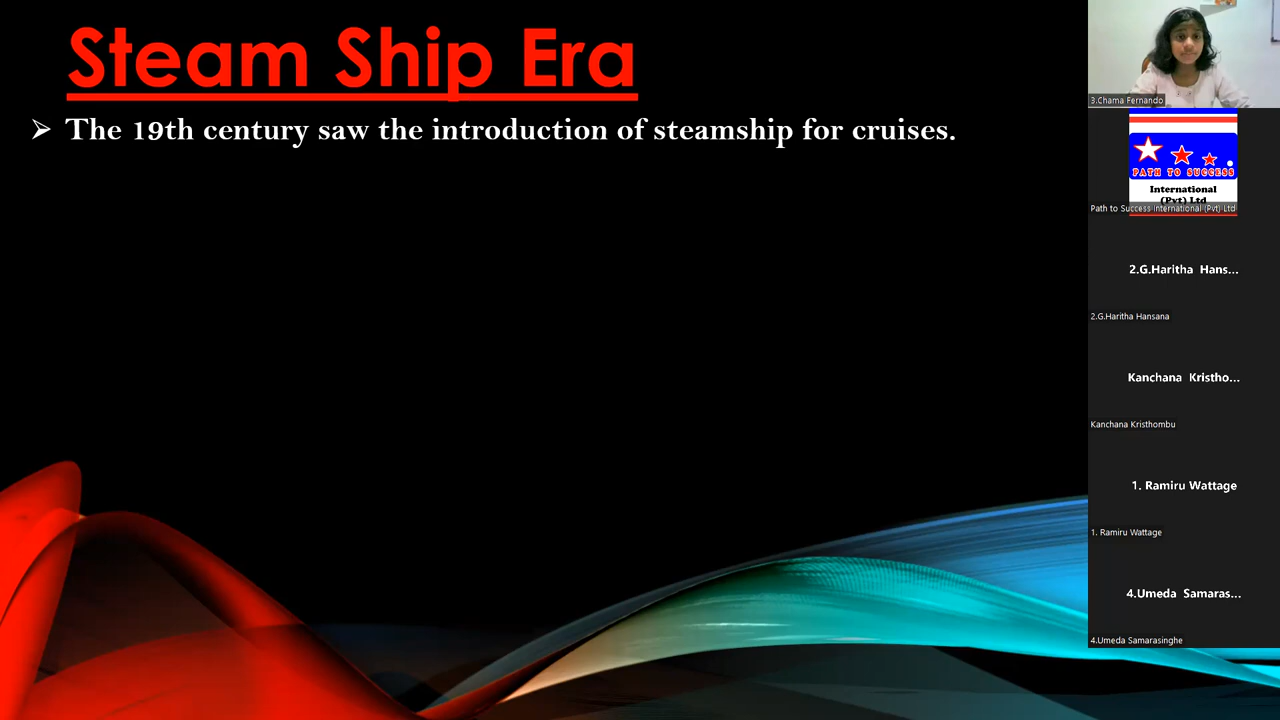 Steam Ship Era
The 19th century saw the introduction of steamship for cruises.
3.Chama Fernando
PATH TO SUCCESS
International
(Pvt) Ltd
Path to Success International (Pvt) Ltd
2.G.Haritha Hans...
2.G.Haritha Hansana
Kanchana Kristho...
Kanchana Kristhombu
1. Ramiru Wattage
1. Ramiru Wattage
4.Umeda Samaras...
4.Umeda Samarasinghe